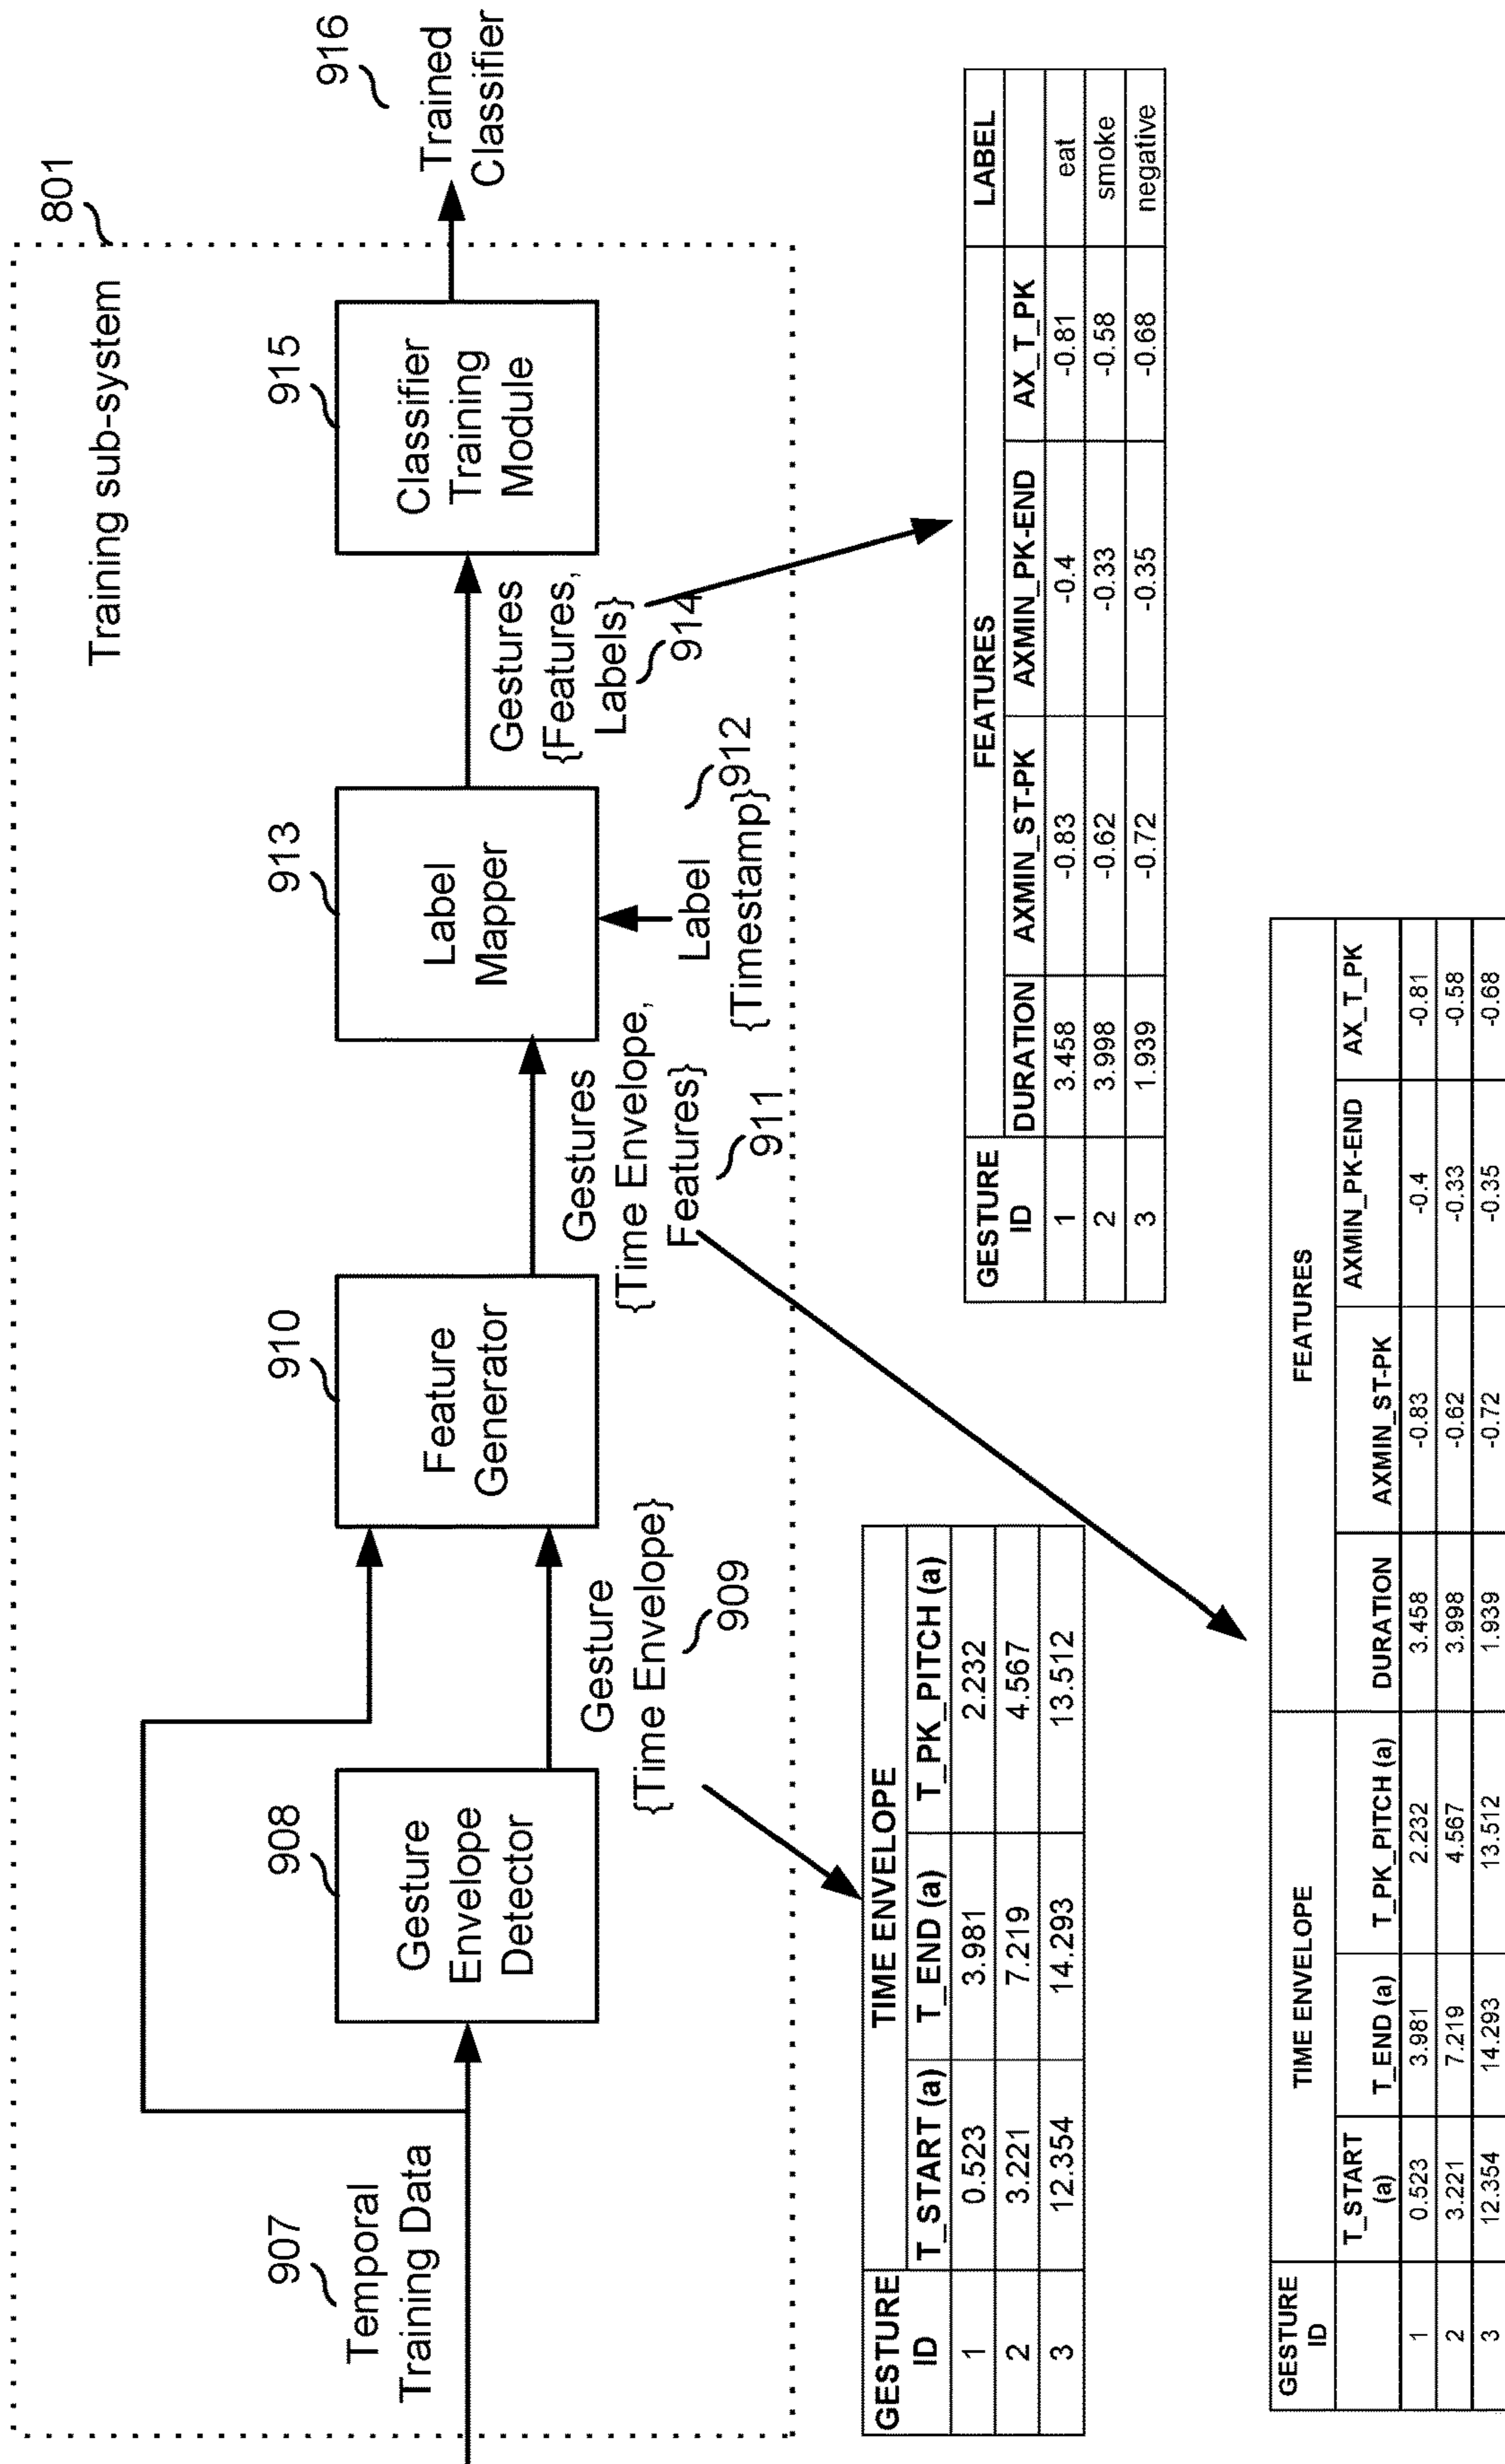 801
Training sub-system
907
Temporal
Training Data
908
Gesture
Envelope
Detector
Gesture
{Time Envelope}
909
910
Feature
Generator
Gestures
{Time Envelope,
Features}
911
913
Label
Mapper
Label
{Timestamp}
912
Gestures
{Features,
Labels}
914
915
Classifier
Training
Module
916
Trained
Classifier
GESTURE ID TIME ENVELOPE
T_START (a) T_END (a) T_PK_PITCH (a)
1 0.523 3.981 2.232
2 3.221 7.219 4.567
3 12.354 14.293 13.512
GESTURE ID FEATURES LABEL
DURATION AXMIN_ST-PK AXMIN_PK-END AX_T_PK
1 3.458 -0.83 -0.4 -0.81 eat
2 3.998 -0.62 -0.33 -0.58 smoke
3 1.939 -0.72 -0.35 -0.68 negative
GESTURE ID TIME ENVELOPE FEATURES
T_START (a) T_END (a) T_PK_PITCH (a) DURATION AXMIN_ST-PK AXMIN_PK-END AX_T_PK
1 0.523 3.981 2.232 3.458 -0.83 -0.4 -0.81
2 3.221 7.219 4.567 3.998 -0.62 -0.33 -0.58
3 12.354 14.293 13.512 1.939 -0.72 -0.35 -0.68